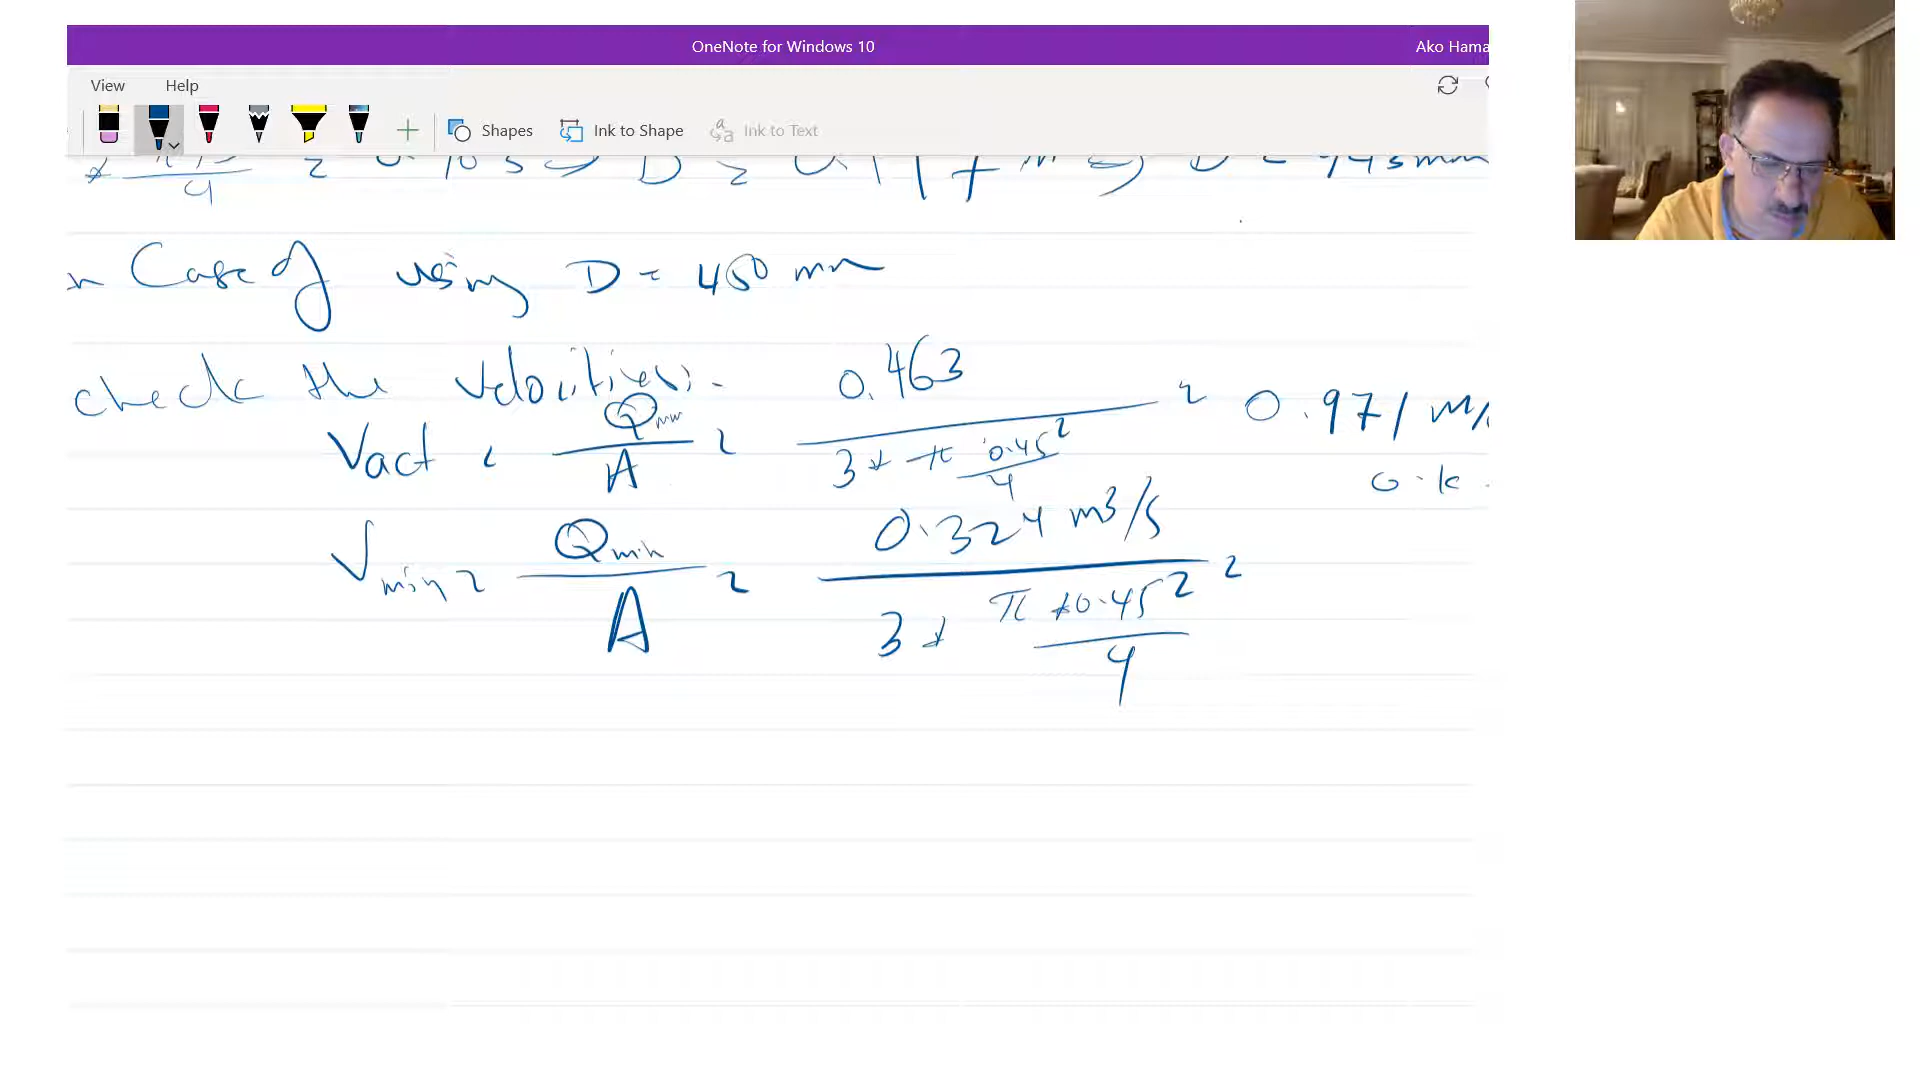 OneNote for Windows 10
Ako Hama
View Help
Shapes Ink to Shape Ink to Text
Case of using D = 450 mm
check the velocities:-
Vact = Qmax / A = 0.463 / 3 * π 0.45² / 4 = 0.971 m/
o.k.
Vmin = Qmin / A = 0.324 m3/s / 3 * π * 0.45² / 4 =